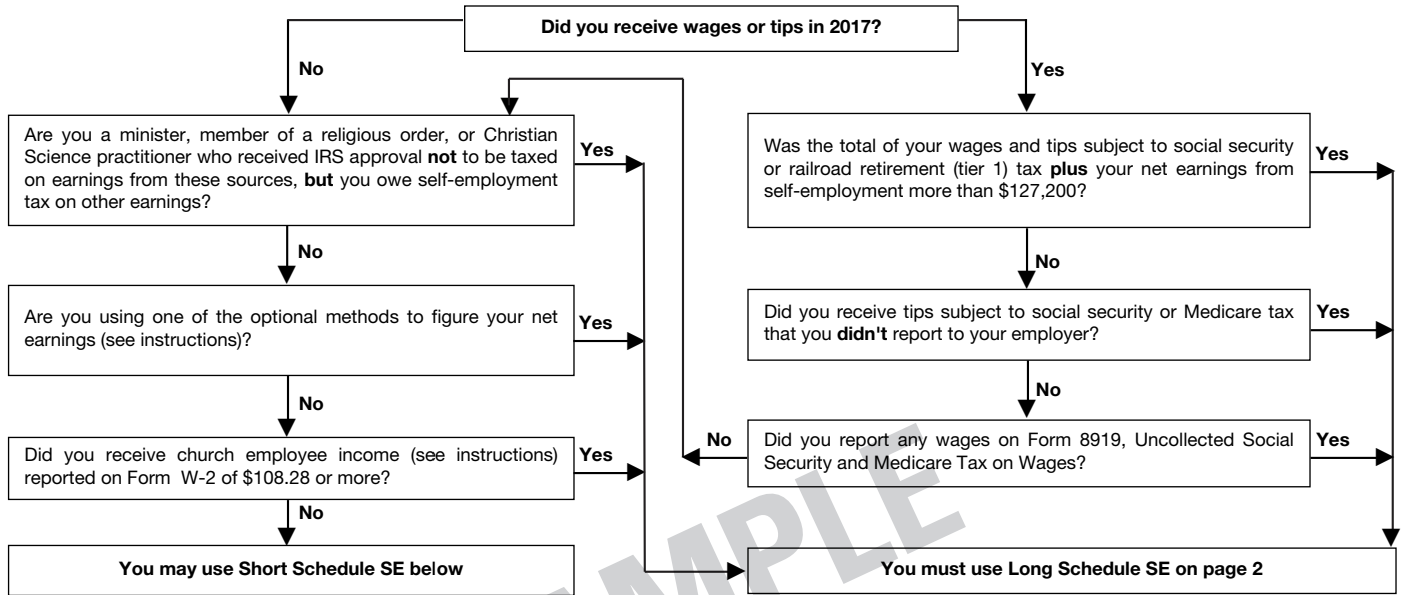 Did you receive wages or tips in 2017?
No
Yes
Are you a minister, member of a religious order, or Christian
Science practitioner who received IRS approval not to be taxed
on earnings from these sources, but you owe self-employment
tax on other earnings?
Yes
Was the total of your wages and tips subject to social security
or railroad retirement (tier 1) tax plus your net earnings from
self-employment more than $127,200?
Yes
No
No
Are you using one of the optional methods to figure your net
earnings (see instructions)?
Yes
Did you receive tips subject to social security or Medicare tax
that you didn't report to your employer?
Yes
No
No
Did you receive church employee income (see instructions)
reported on Form W-2 of $108.28 or more?
Yes
No
Did you report any wages on Form 8919, Uncollected Social
Security and Medicare Tax on Wages?
Yes
No
You may use Short Schedule SE below
You must use Long Schedule SE on page 2